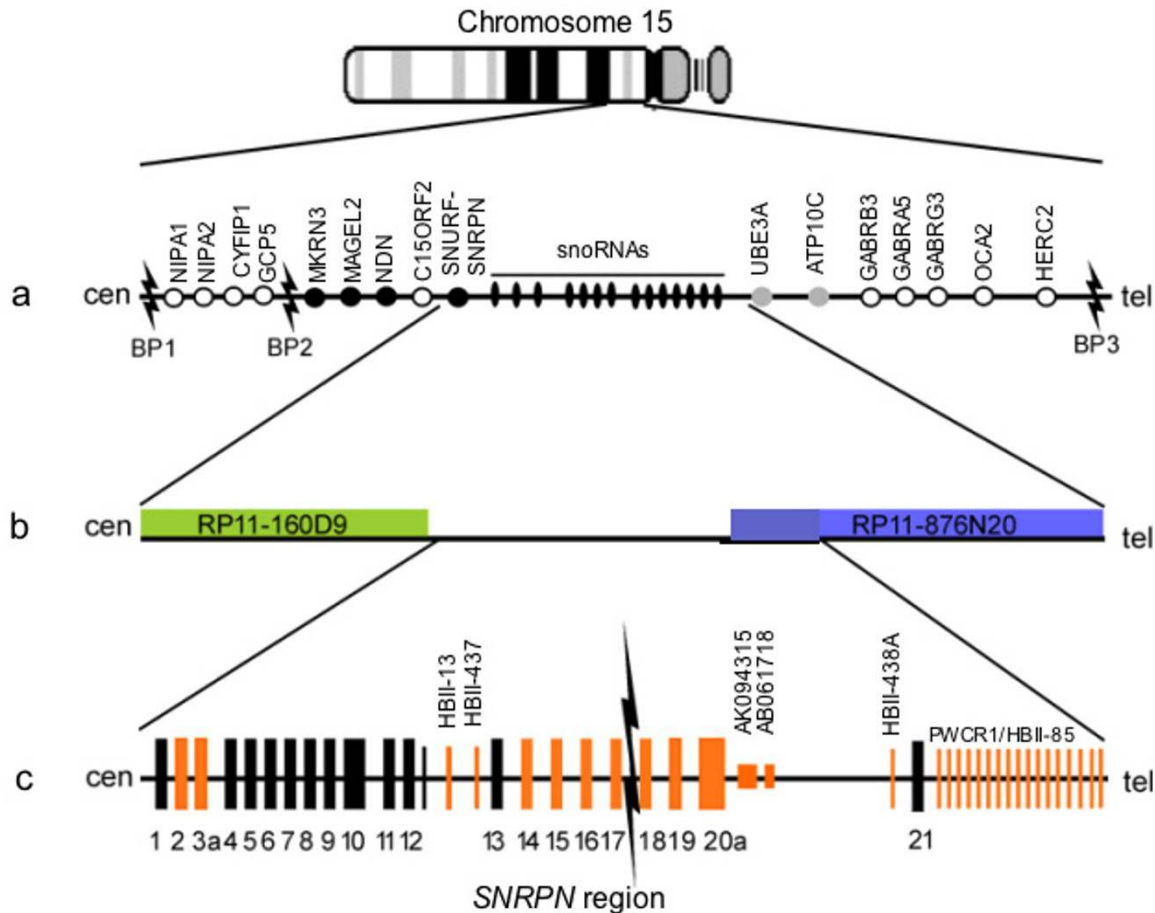 Chromosome 15
NIPA1
NIPA2
CYFIP1
GCP5
MKRN3
MAGEL2
NDN
C15ORF2
SNURF-
SNRPN
snoRNAs
UBE3A
ATP10C
GABRB3
GABRA5
GABRG3
OCA2
HERC2
a cen tel
BP1 BP2 BP3
b cen RP11-160D9 RP11-876N20 tel
HBII-13
HBII-437
AK094315
AB061718
HBII-438A
PWCR1/HBII-85
c cen tel
1 2 3a 4 5 6 7 8 9 10 11 12 13 14 15 16 17 18 19 20a 21
SNRPN region